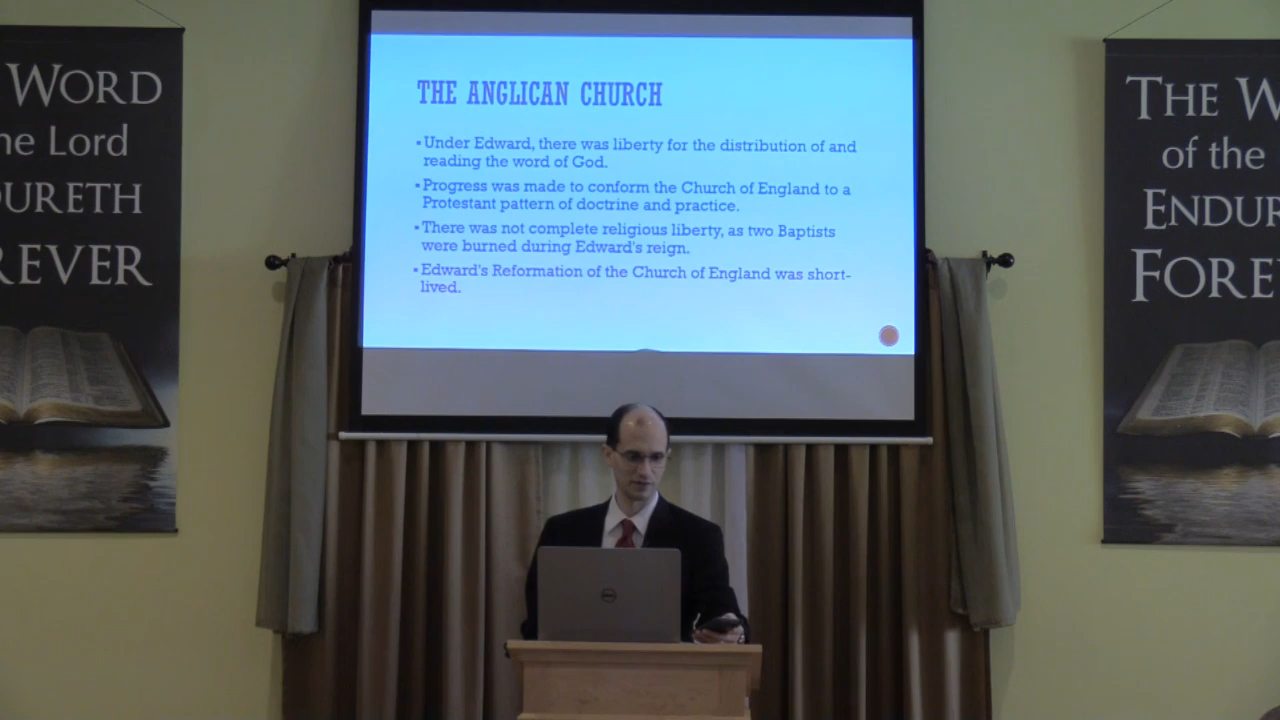 WORD
he Lord
URETH
REVER
THE ANGLICAN CHURCH
▪Under Edward, there was liberty for the distribution of and
reading the word of God.
▪Progress was made to conform the Church of England to a
Protestant pattern of doctrine and practice.
▪There was not complete religious liberty, as two Baptists
were burned during Edward's reign.
▪Edward's Reformation of the Church of England was short-
lived.
THE W
of the
ENDUR
FORE
DELL